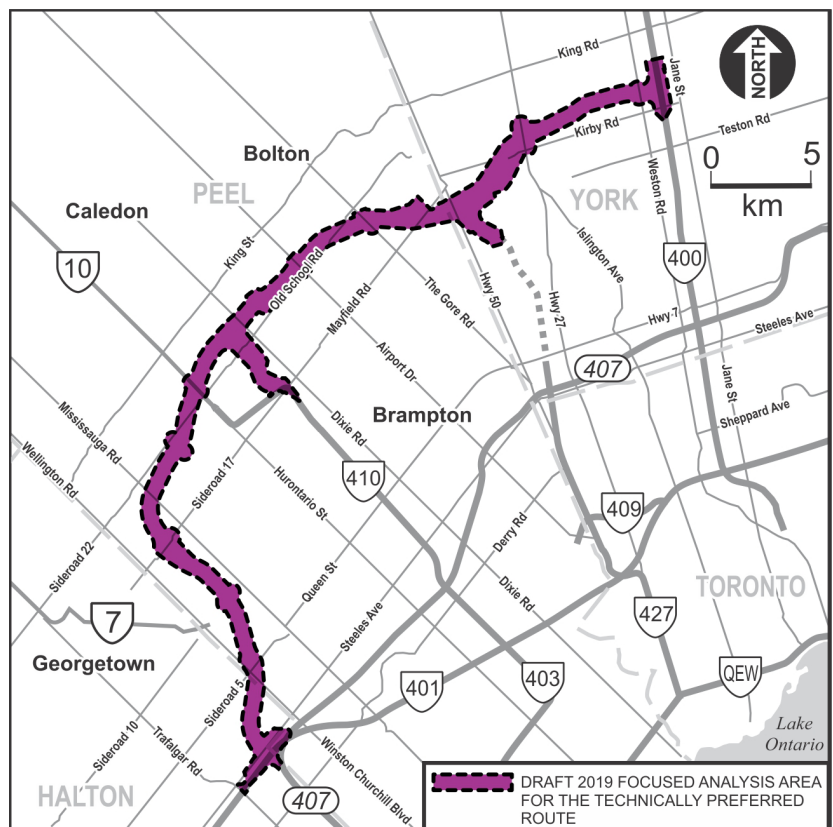 King Rd
Jane St
NORTH
Kirby Rd
Teston Rd
0 5
km
Bolton
PEEL
YORK
Weston Rd
Caledon
King St
Islington Ave
10
Old School Rd
400
Hwy 50
Hwy 27
The Gore Rd
Mayfield Rd
Hwy 7
Steeles Ave
Airport Dr
407
Jane St
Mississauga Rd
Brampton
Dixie Rd
Sheppard Ave
Wellington Rd
Sideroad 17
410
Hurontario St
409
Derry Rd
Sideroad 22
Queen St
Dixie Rd
TORONTO
7
427
Steeles Ave
Georgetown
401
403
QEW
Sideroad 5
Sideroad 10
Trafalgar Rd
Winston Churchill Blvd
Lake
Ontario
HALTON
407
DRAFT 2019 FOCUSED ANALYSIS AREA
FOR THE TECHNICALLY PREFERRED
ROUTE